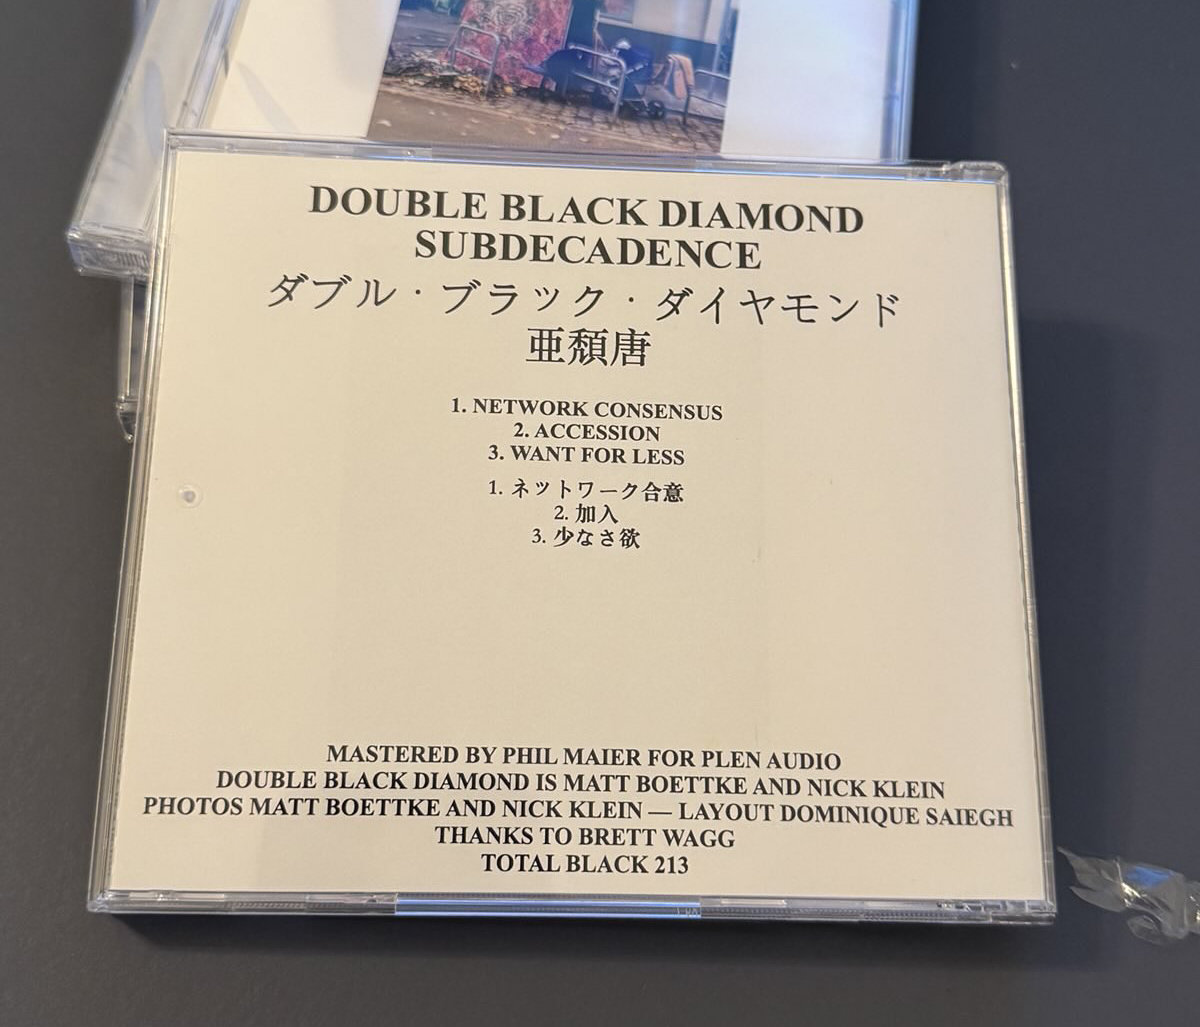 DOUBLE BLACK DIAMOND
SUBDECADENCE
ダブル・ブラック・ダイヤモンド
亜頽唐
1. NETWORK CONSENSUS
2. ACCESSION
3. WANT FOR LESS
1. ネットワーク合意
2. 加入
3. 少なさ欲
MASTERED BY PHIL MAIER FOR PLEN AUDIO
DOUBLE BLACK DIAMOND IS MATT BOETTKE AND NICK KLEIN
PHOTOS MATT BOETTKE AND NICK KLEIN — LAYOUT DOMINIQUE SAIEGH
THANKS TO BRETT WAGG
TOTAL BLACK 213